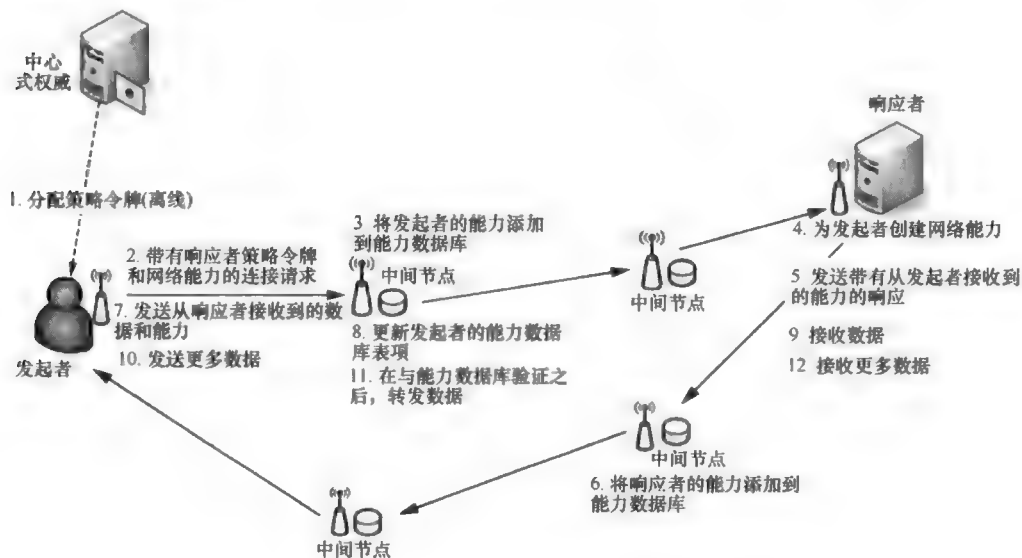 中心
式权威
响应者
1. 分配策略令牌(离线)
2. 带有响应者策略令牌
和网络能力的连接请求
3 将发起者的能力添加
到能力数据库
中间节点
中间节点
4. 为发起者创建网络能力
5 发送带有从发起者接收到
的能力的响应
7. 发送从响应者接收到的数
据和能力
8. 更新发起者的能力数据
库表项
9 接收数据
10. 发送更多数据
发起者
11. 在与能力数据库验证之
后，转发数据
12 接收更多数据
中间节点
6. 将响应者的能力添加到
能力数据库
中间节点